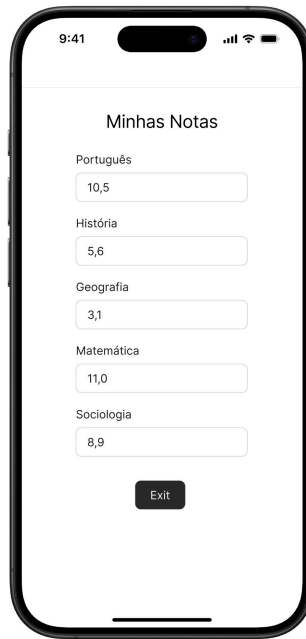 9:41
Minhas Notas
Português
10,5
História
5,6
Geografia
3,1
Matemática
11,0
Sociologia
8,9
Exit